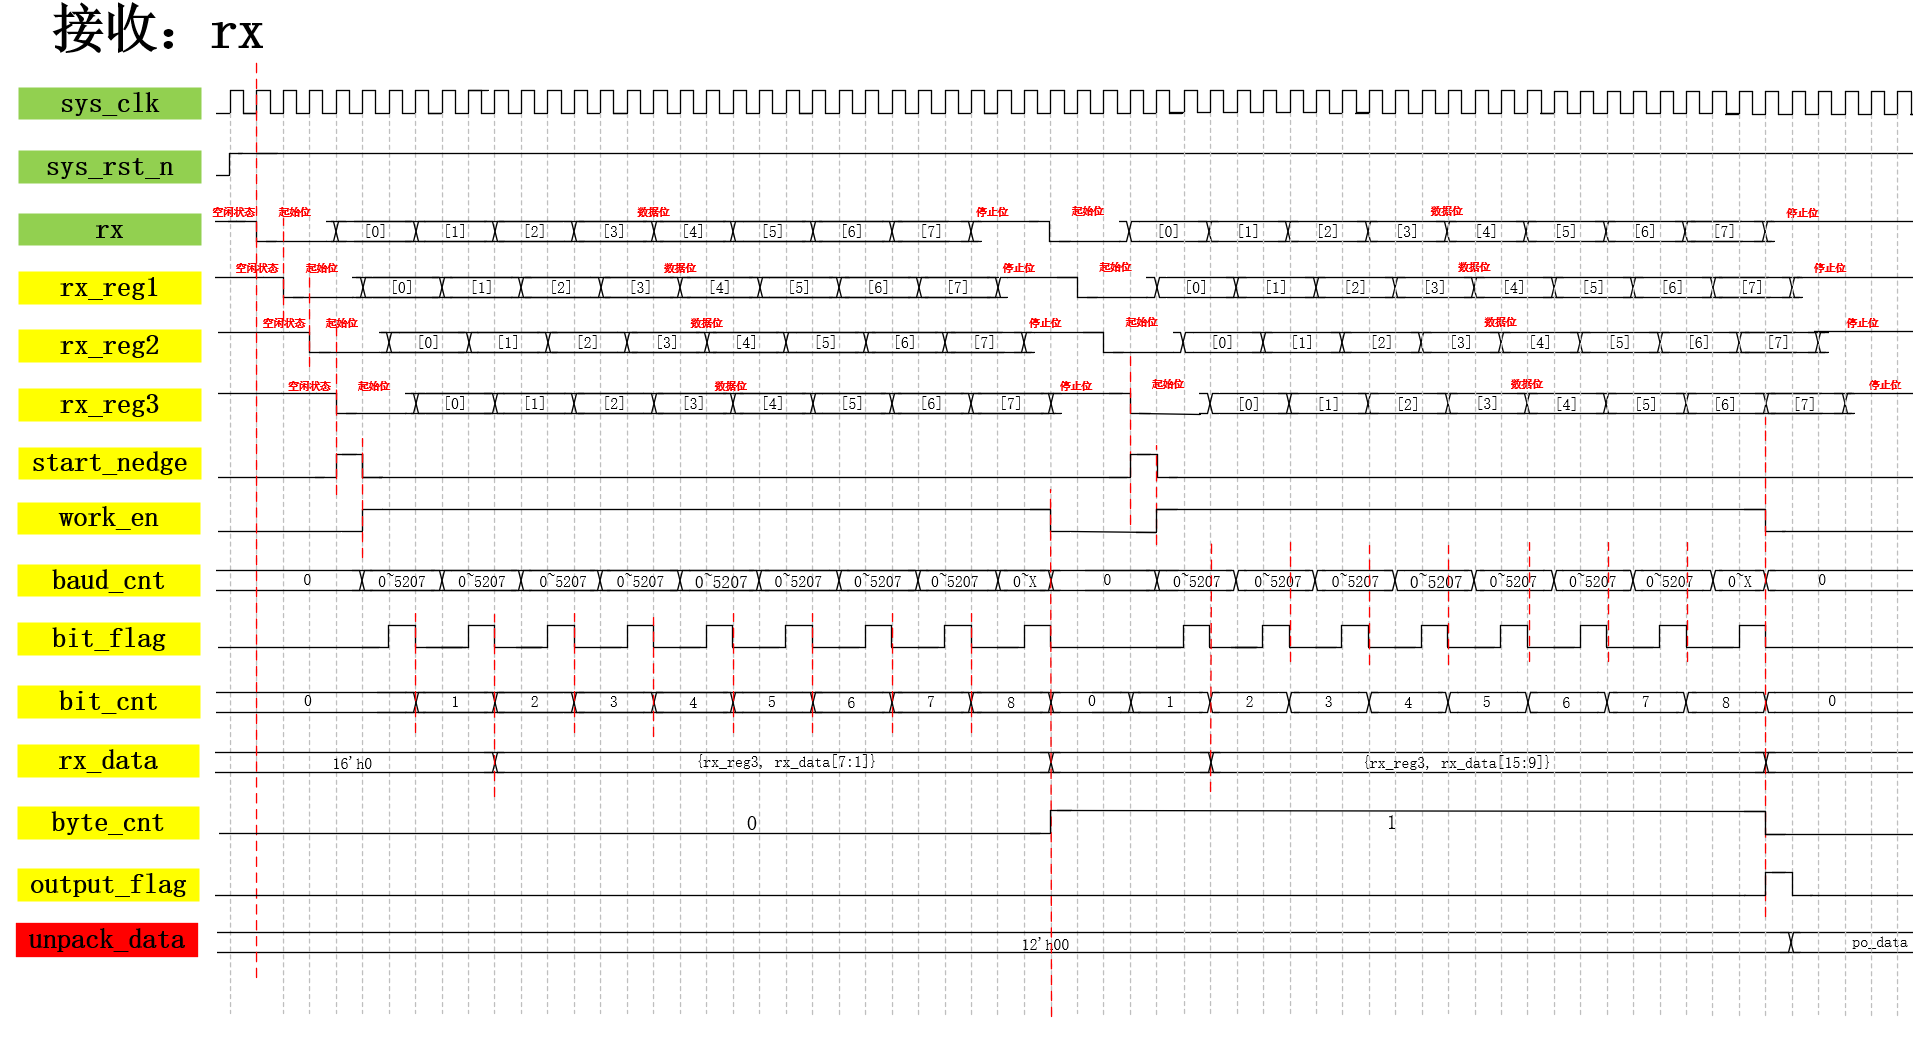 接收：rx
sys_clk
sys_rst_n
空闲状态 起始位 数据位 停止位 起始位 数据位 停止位
rx [0] [1] [2] [3] [4] [5] [6] [7] [0] [1] [2] [3] [4] [5] [6] [7]
空闲状态 起始位 数据位 停止位 起始位 数据位 停止位
rx_reg1 [0] [1] [2] [3] [4] [5] [6] [7] [0] [1] [2] [3] [4] [5] [6] [7]
空闲状态 起始位 数据位 停止位 起始位 数据位 停止位
rx_reg2 [0] [1] [2] [3] [4] [5] [6] [7] [0] [1] [2] [3] [4] [5] [6] [7]
空闲状态 起始位 数据位 停止位 起始位 数据位 停止位
rx_reg3 [0] [1] [2] [3] [4] [5] [6] [7] [0] [1] [2] [3] [4] [5] [6] [7]
start_nedge
work_en
baud_cnt 0 0~5207 0~5207 0~5207 0~5207 0~5207 0~5207 0~5207 0~5207 0~X 0 0~5207 0~5207 0~5207 0~5207 0~5207 0~5207 0~5207 0~X 0
bit_flag
bit_cnt 0 1 2 3 4 5 6 7 8 0 1 2 3 4 5 6 7 8 0
rx_data 16'h0 {rx_reg3, rx_data[7:1]} {rx_reg3, rx_data[15:9]}
byte_cnt 0 1
output_flag
unpack_data 12'h00 po_data